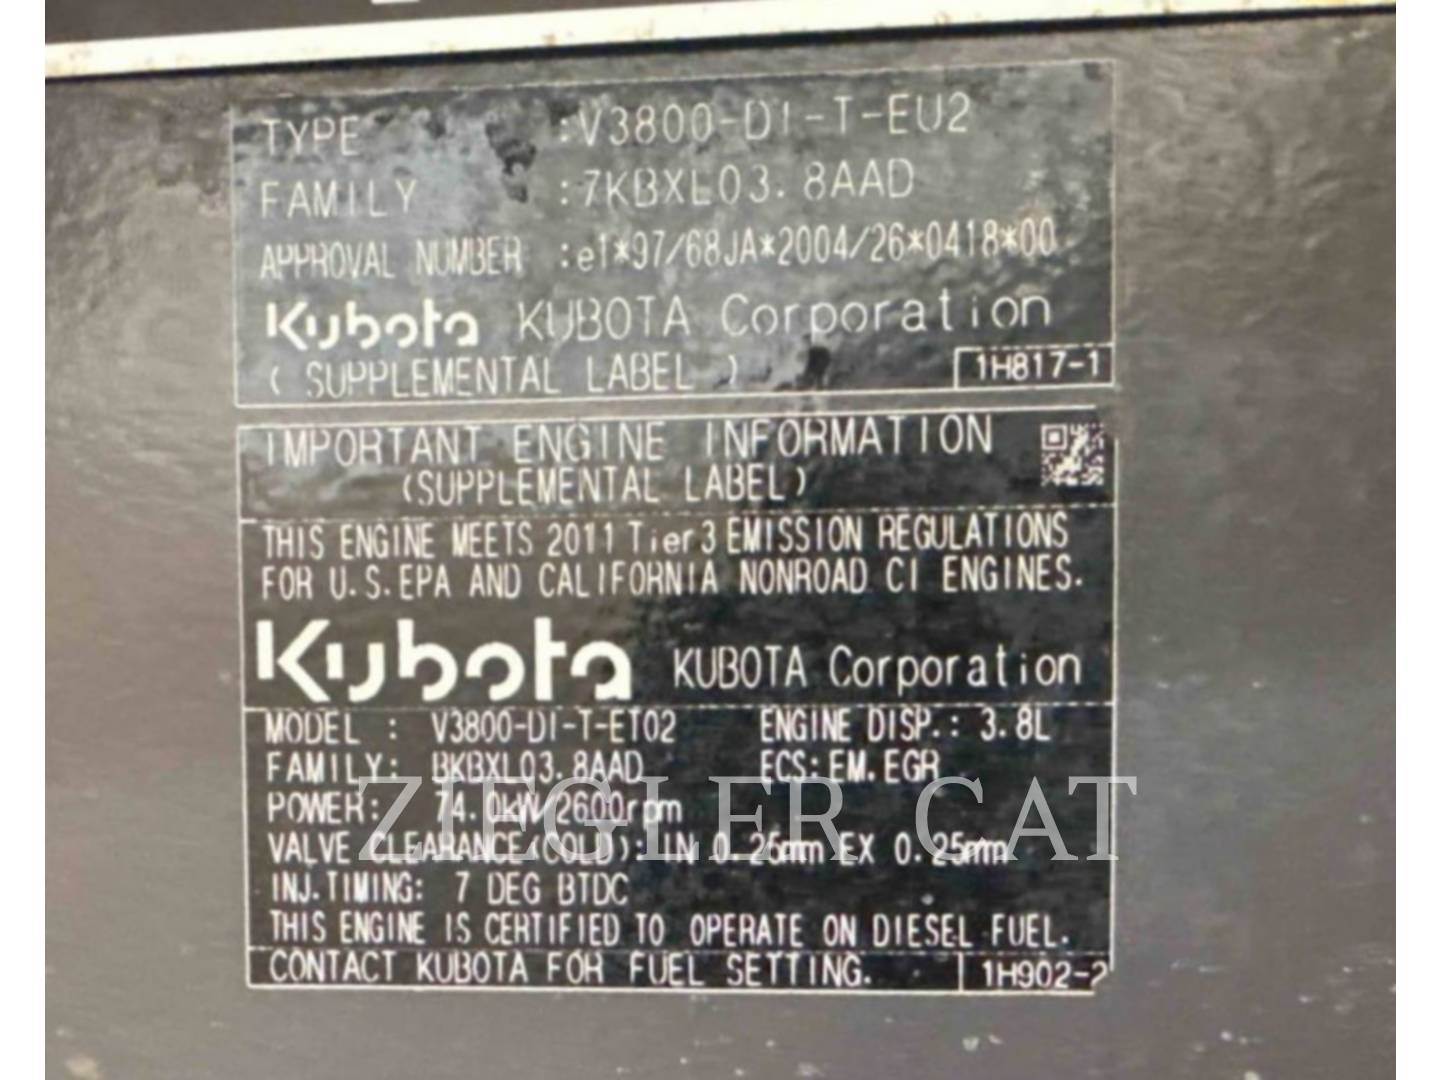 TYPE :V3800-DI-T-EU2
FAMILY :7KBXL03.8AAD
APPROVAL NUMBER :e1*97/68JA*2004/26*0418*00
Kubota KUBOTA Corporation
(SUPPLEMENTAL LABEL) 1H817-1
IMPORTANT ENGINE INFORMATION
(SUPPLEMENTAL LABEL)
THIS ENGINE MEETS 2011 Tier3 EMISSION REGULATIONS
FOR U.S.EPA AND CALIFORNIA NONROAD CI ENGINES.
Kubota KUBOTA Corporation
MODEL : V3800-DI-T-ET02 ENGINE DISP.: 3.8L
FAMILY: BKBXL03.8AAD ECS:EM.EGR
ZIEGLER CAT
POWER: 74.0kW/2600rpm
VALVE CLEARANCE(COLD): IN 0.25mm EX 0.25mm
INJ.TIMING: 7 DEG BTDC
THIS ENGINE IS CERTIFIED TO OPERATE ON DIESEL FUEL.
CONTACT KUBOTA FOR FUEL SETTING. 1H902-2